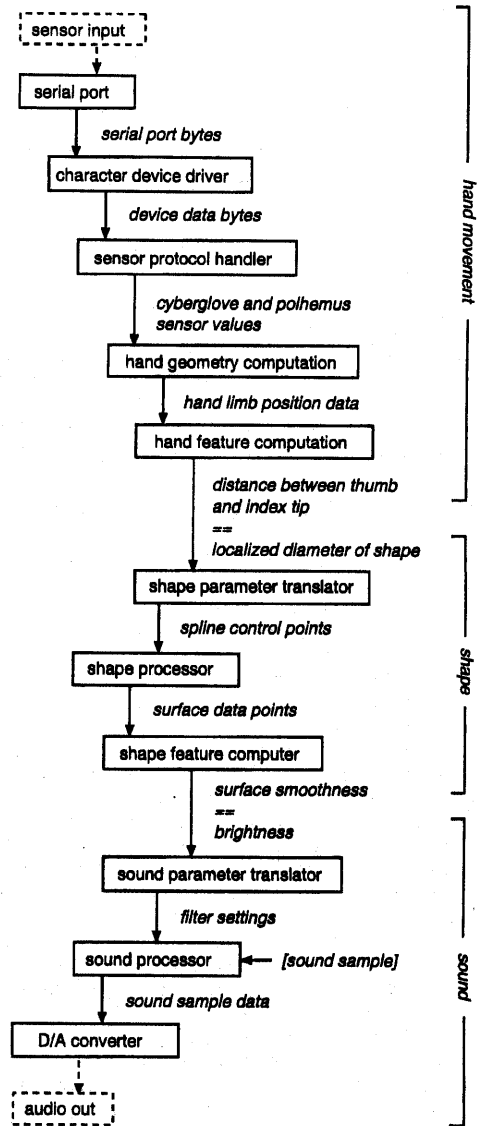 sensor input
serial port
serial port bytes
character device driver
device data bytes
sensor protocol handler
cyberglove and polhemus
sensor values
hand geometry computation
hand limb position data
hand feature computation
distance between thumb
and index tip
==
localized diameter of shape
hand movement
shape parameter translator
spline control points
shape processor
surface data points
shape feature computer
surface smoothness
==
brightness
shape
sound parameter translator
filter settings
sound processor
[sound sample]
sound sample data
D/A converter
audio out
sound